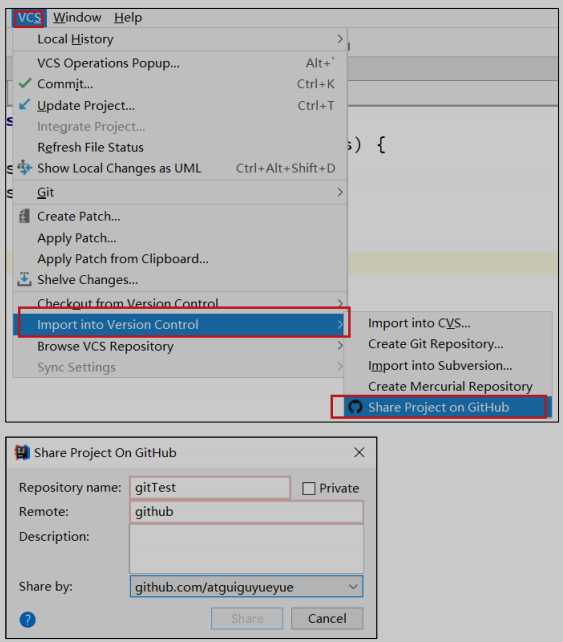 VCS Window Help
Local History
VCS Operations Popup... Alt+`
Commit... Ctrl+K
Update Project... Ctrl+T
Integrate Project...
Refresh File Status
s) {
Show Local Changes as UML Ctrl+Alt+Shift+D
Git
Create Patch...
Apply Patch...
Apply Patch from Clipboard...
Shelve Changes...
Checkout from Version Control
Import into Version Control
Browse VCS Repository
Sync Settings
Import into CVS...
Create Git Repository...
Import into Subversion...
Create Mercurial Repository
Share Project on GitHub
Share Project On GitHub
Repository name: gitTest Private
Remote: github
Description:
Share by: github.com/atguiguyueyue
? Share Cancel